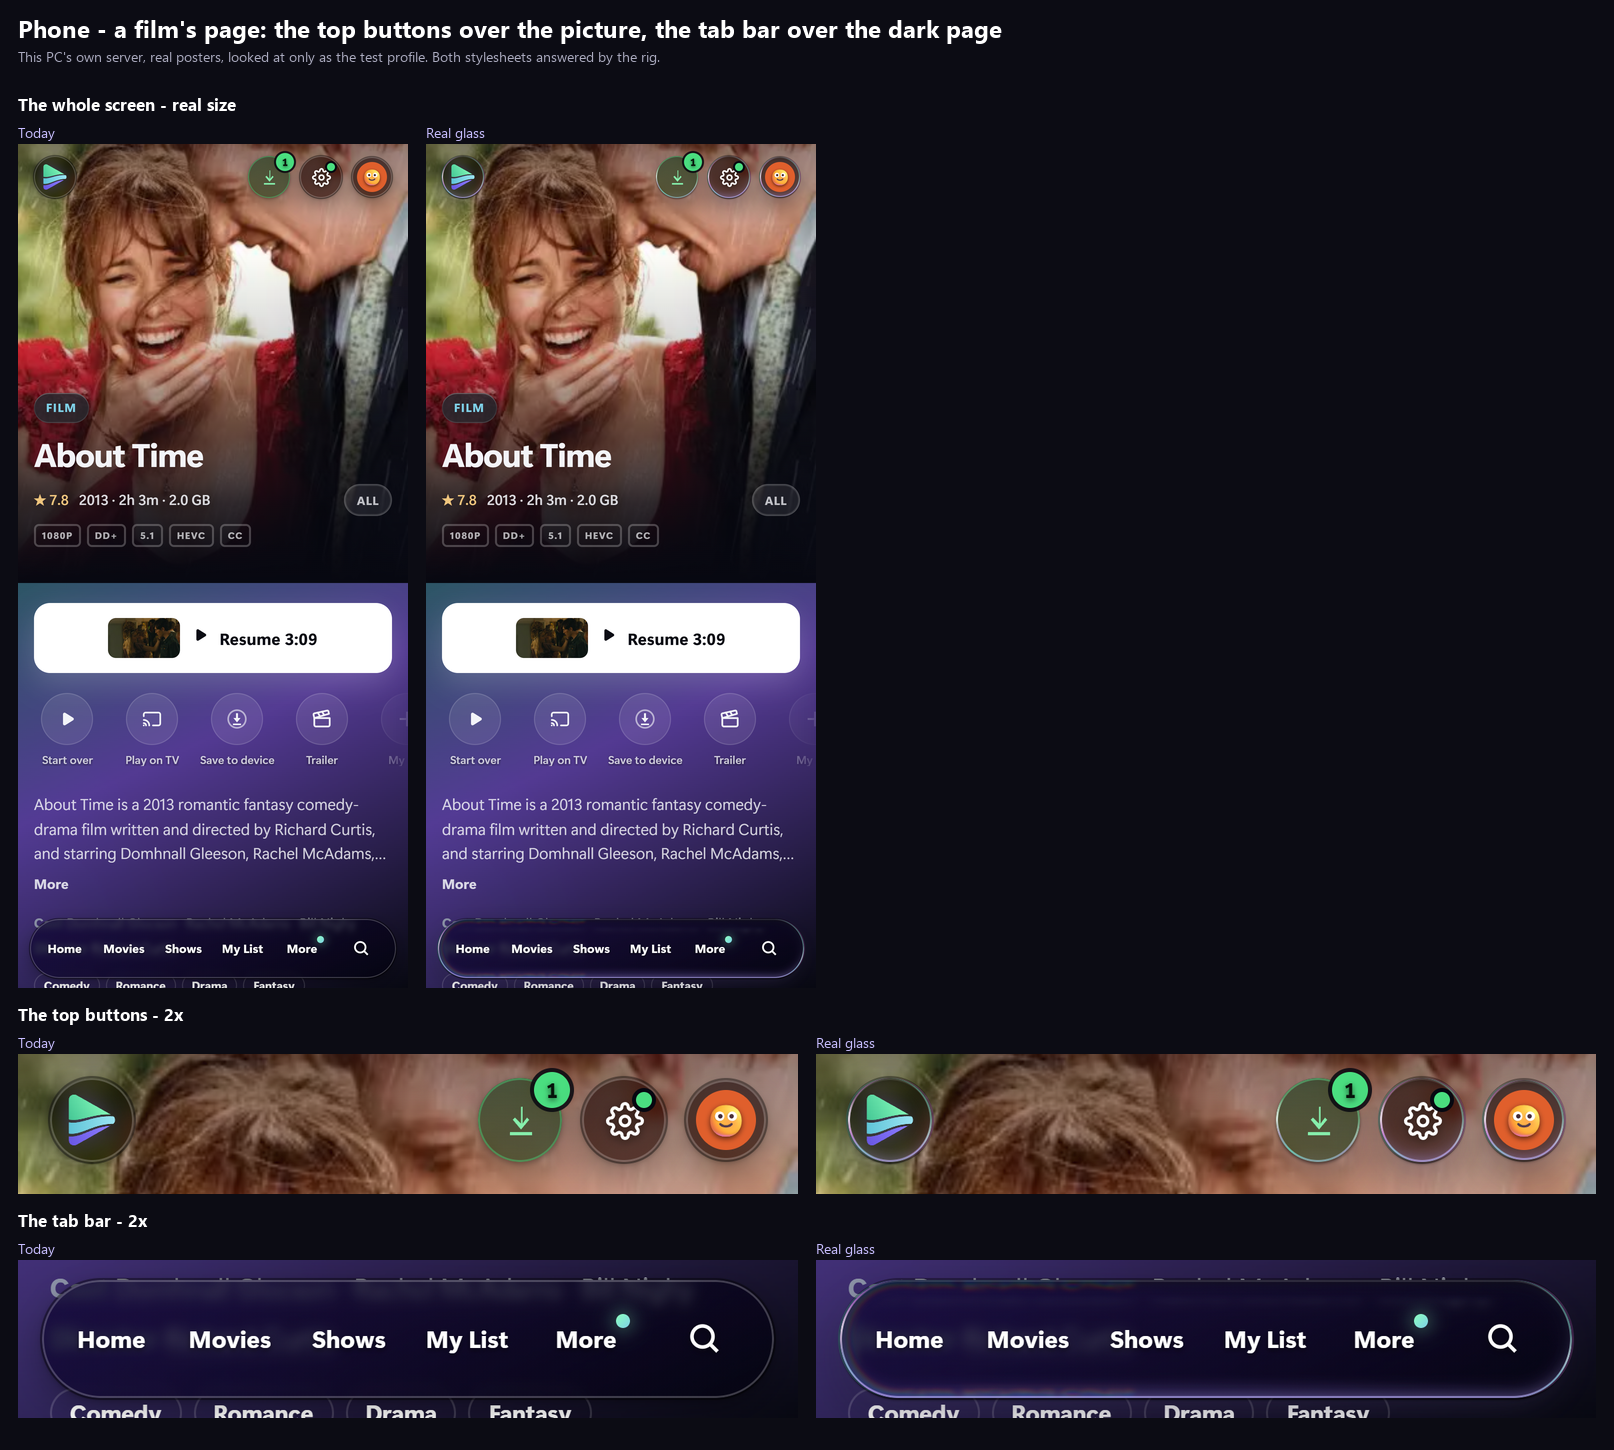 Phone - a film's page: the top buttons over the picture, the tab bar over the dark page
This PC's own server, real posters, looked at only as the test profile. Both stylesheets answered by the rig.
The whole screen - real size
Today
1
FILM
About Time
★ 7.8 2013 · 2h 3m · 2.0 GB
ALL
1080P DD+ 5.1 HEVC CC
Resume 3:09
Start over Play on TV Save to device Trailer My
About Time is a 2013 romantic fantasy comedy-
drama film written and directed by Richard Curtis,
and starring Domhnall Gleeson, Rachel McAdams,...
More
Home Movies Shows My List More
Comedy Romance Drama Fantasy
Real glass
1
FILM
About Time
★ 7.8 2013 · 2h 3m · 2.0 GB
ALL
1080P DD+ 5.1 HEVC CC
Resume 3:09
Start over Play on TV Save to device Trailer My
About Time is a 2013 romantic fantasy comedy-
drama film written and directed by Richard Curtis,
and starring Domhnall Gleeson, Rachel McAdams,...
More
Home Movies Shows My List More
Comedy Romance Drama Fantasy
The top buttons - 2x
Today
1
Real glass
1
The tab bar - 2x
Today
Home Movies Shows My List More
Comedy Romance Drama Fantasy
Real glass
Home Movies Shows My List More
Comedy Romance Drama Fantasy